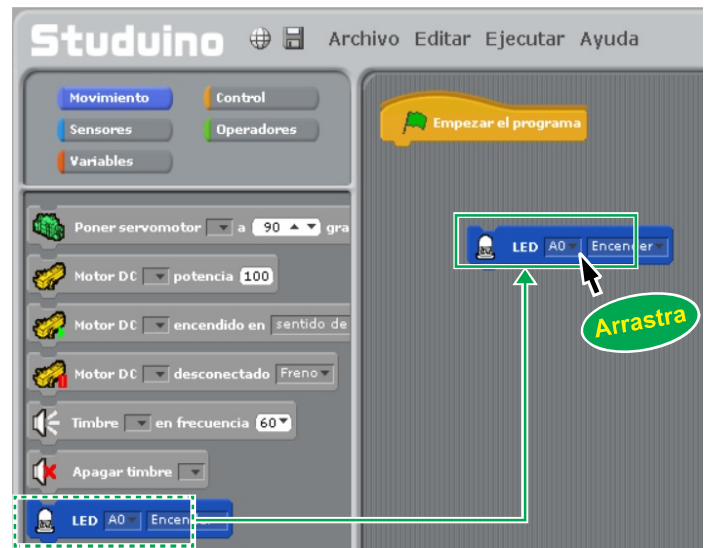 Studuino Archivo Editar Ejecutar Ayuda
Movimiento Control
Sensores Operadores
Variables
Empezar el programa
Poner servomotor a 90 gra
Motor DC potencia 100
Motor DC encendido en sentido de
Motor DC desconectado Freno
Timbre en frecuencia 60
Apagar timbre
LED A0 Encender
LED A0 Encender
Arrastra